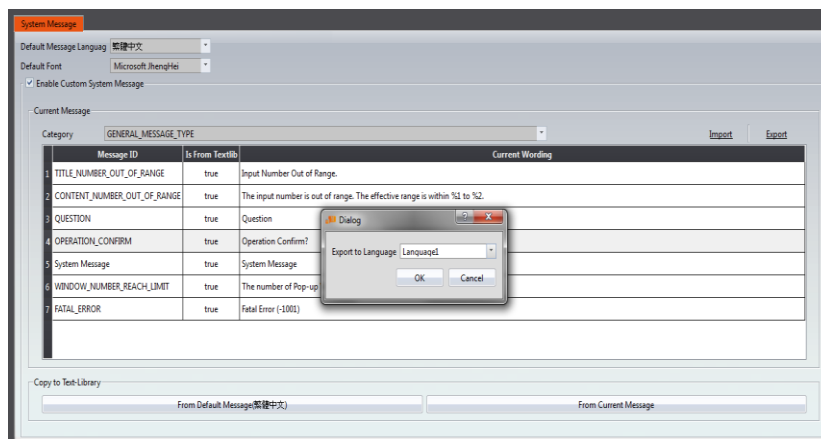 System Message
Default Message Languag 繁體中文
Default Font Microsoft JhengHei
Enable Custom System Message
Current Message
Category GENERAL_MESSAGE_TYPE Import Export
Message ID Is From Textlib Current Wording
1 TITLE_NUMBER_OUT_OF_RANGE true Input Number Out of Range.
2 CONTENT_NUMBER_OUT_OF_RANGE true The input number is out of range. The effective range is within %1 to %2.
3 QUESTION true Question
4 OPERATION_CONFIRM true Operation Confirm?
5 System Message true System Message
6 WINDOW_NUMBER_REACH_LIMIT true The number of Pop-up
7 FATAL_ERROR true Fatal Error (-1001)
Dialog
Export to Language Language1
OK Cancel
Copy to Text-Library
From Default Message(繁體中文) From Current Message